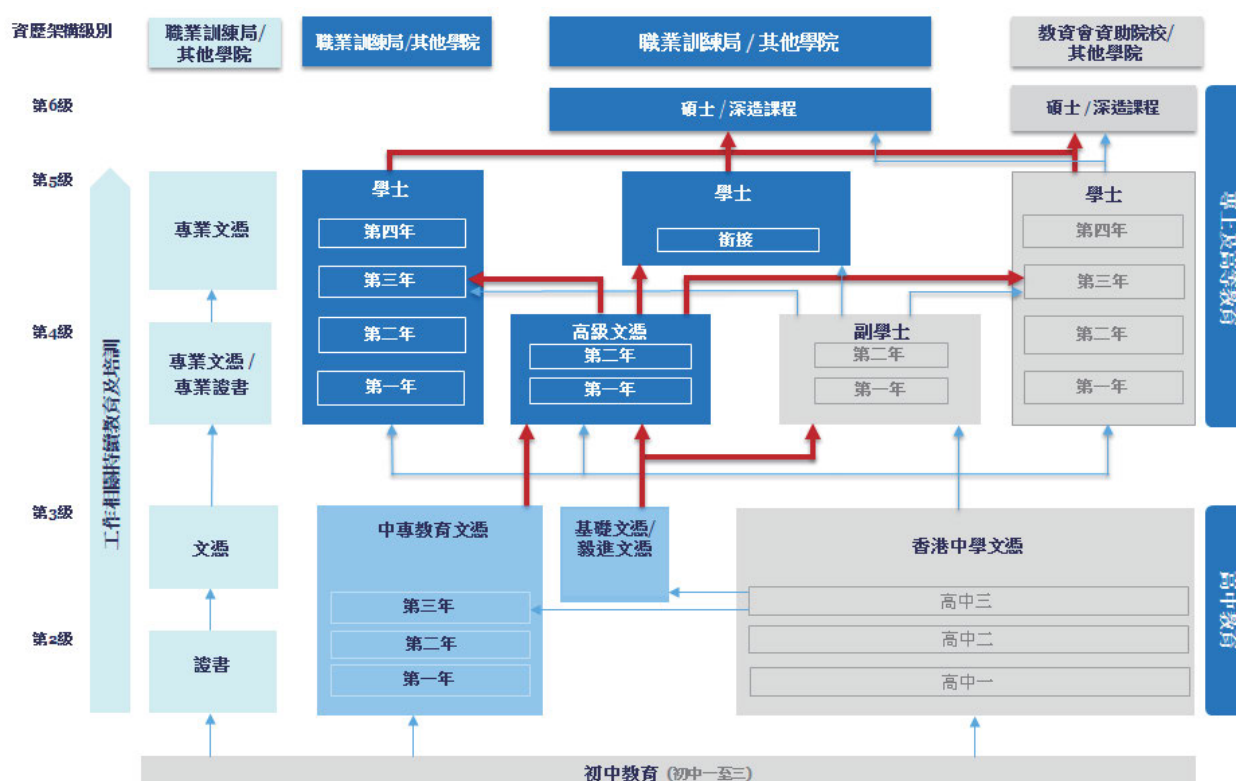 資歷架構級別
職業訓練局/
其他學院
職業訓練局/其他學院
職業訓練局 / 其他學院
教資會資助院校/
其他學院
第6級
碩士 / 深造課程
碩士 / 深造課程
第5級
專業文憑
學士
第四年
第三年
第二年
第一年
學士
銜接
學士
第四年
第三年
第二年
第一年
專上及高等教育
第4級
專業文憑 /
專業證書
高級文憑
第二年
第一年
副學士
第二年
第一年
工作相關持續教育及培訓
第3級
文憑
中專教育文憑
第三年
第二年
第一年
基礎文憑/
毅進文憑
香港中學文憑
高中三
高中二
高中一
高中教育
第2級
證書
初中教育 (初中一至三)